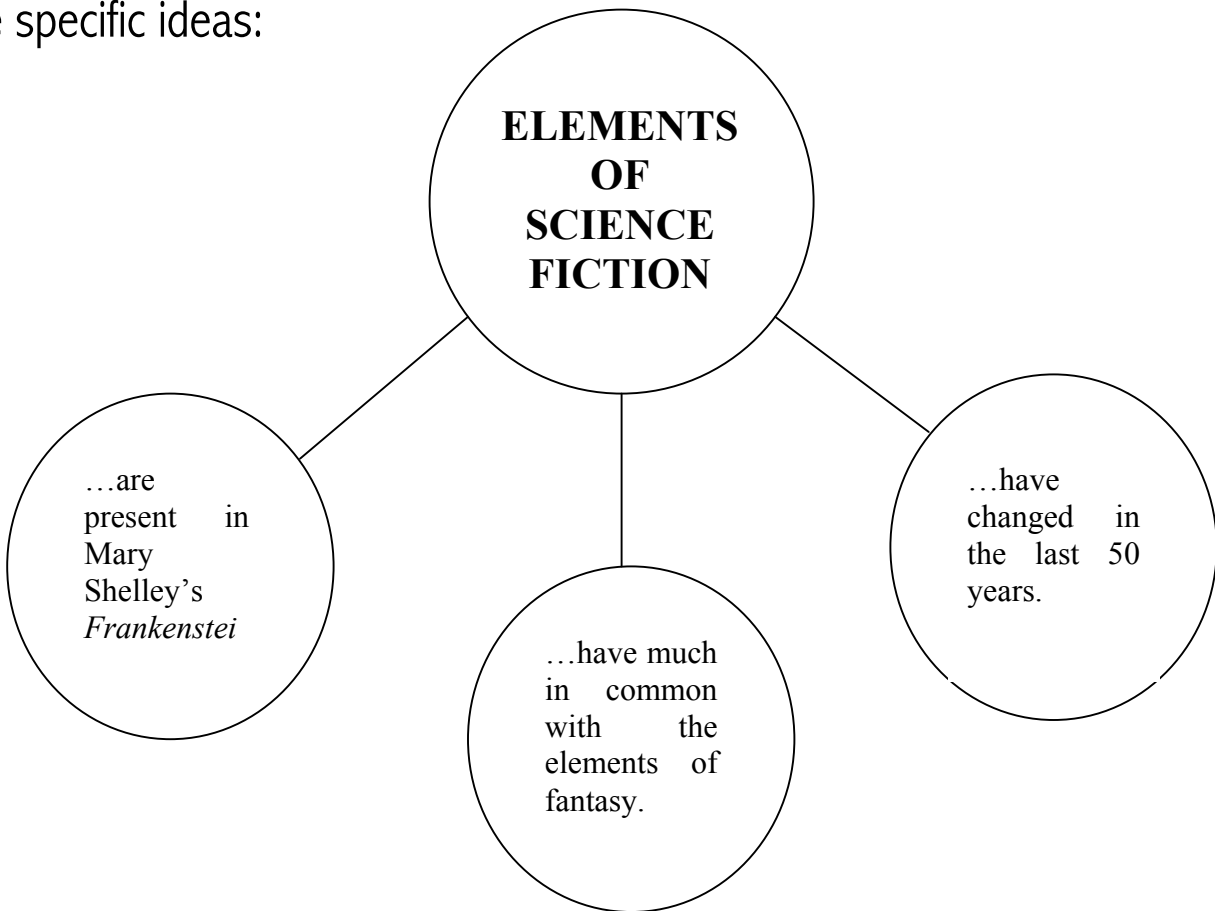 specific ideas:
ELEMENTS
OF
SCIENCE
FICTION
…are
present in
Mary
Shelley’s
Frankenstei
…have much
in common
with the
elements of
fantasy.
…have
changed in
the last 50
years.